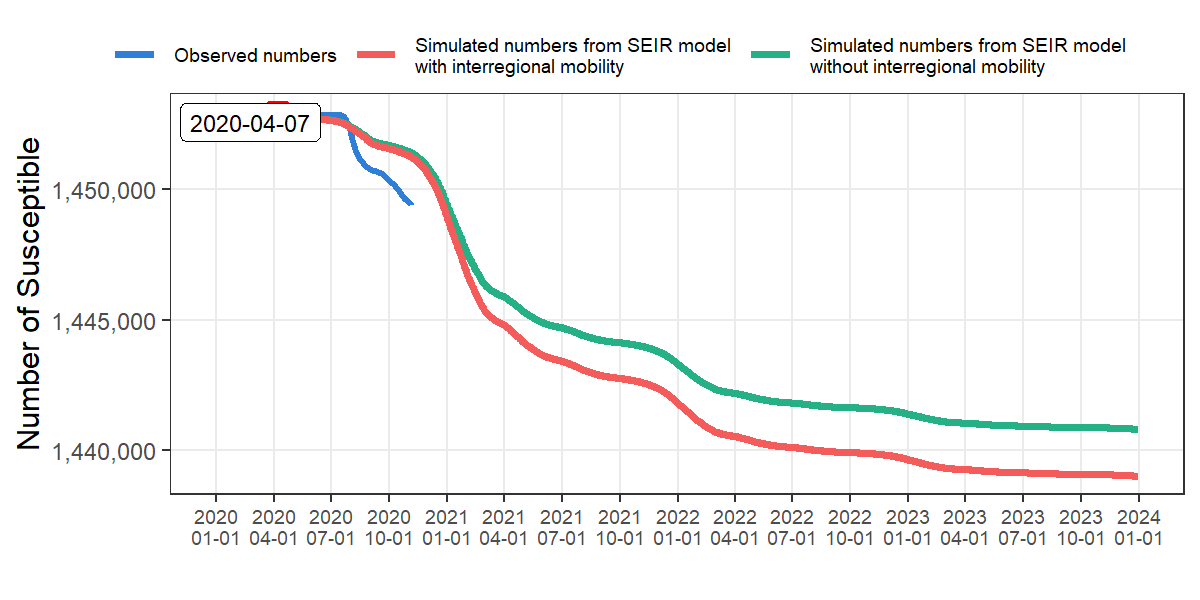 Observed numbers
Simulated numbers from SEIR model
with interregional mobility
Simulated numbers from SEIR model
without interregional mobility
2020-04-07
Number of Susceptible
1,450,000
1,445,000
1,440,000
2020 2020 2020 2020 2021 2021 2021 2021 2022 2022 2022 2022 2023 2023 2023 2023 2024
01-01 04-01 07-01 10-01 01-01 04-01 07-01 10-01 01-01 04-01 07-01 10-01 01-01 04-01 07-01 10-01 01-01